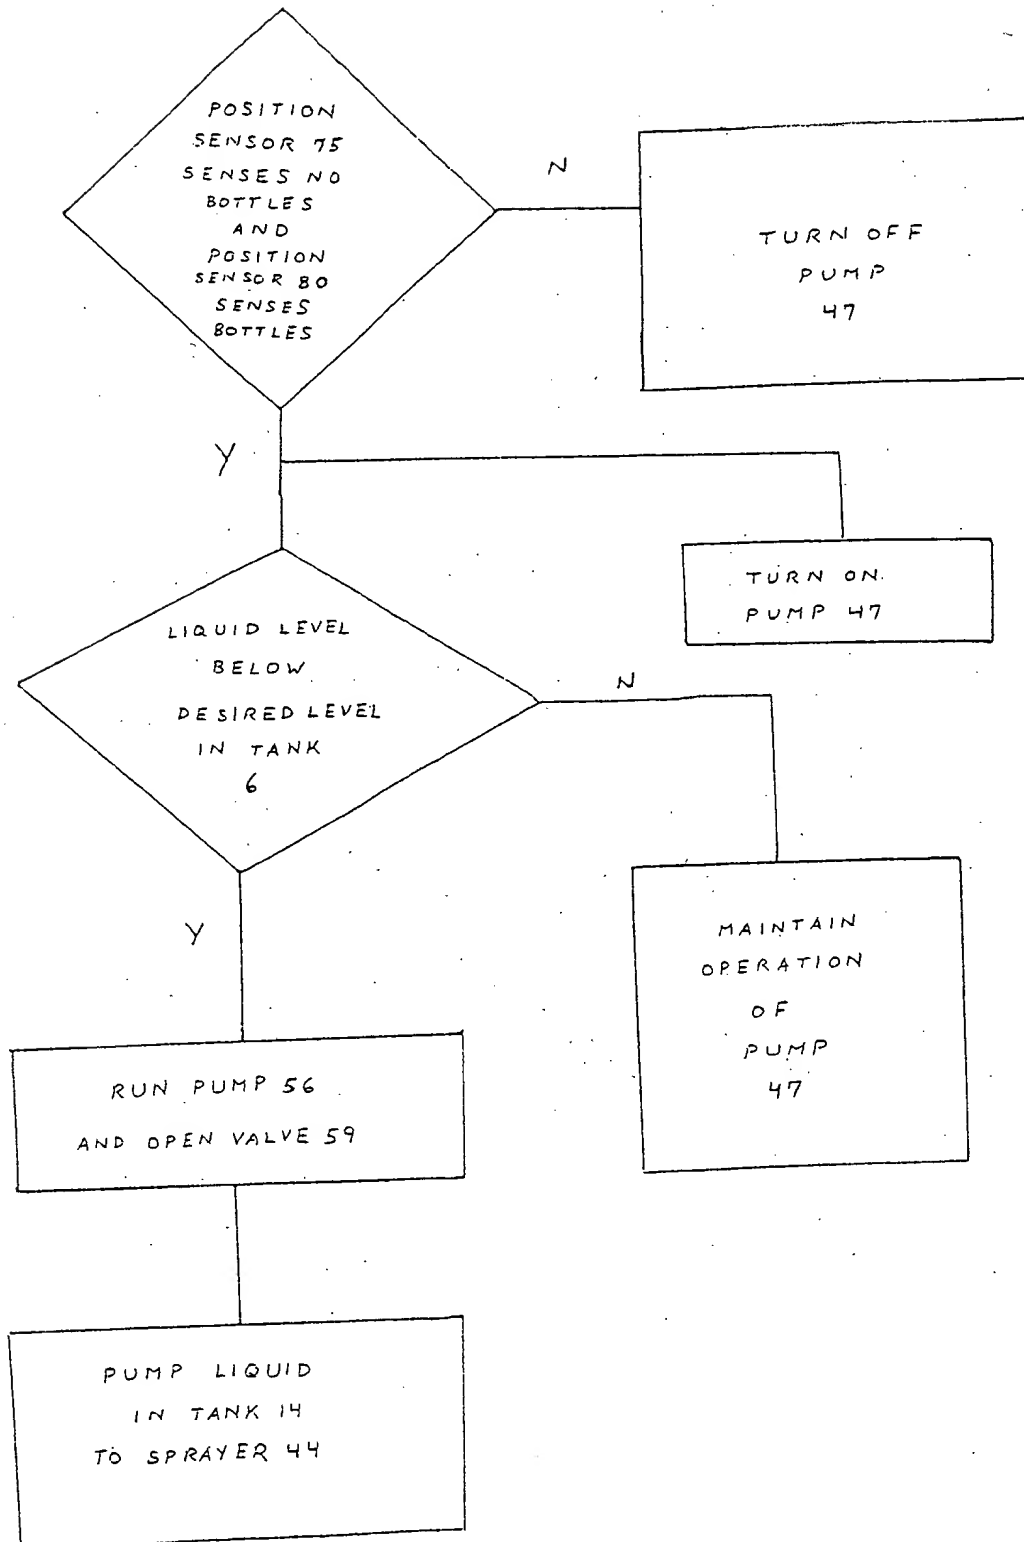 POSITION
SENSOR 75
SENSES NO
BOTTLES
AND
POSITION
SENSOR 80
SENSES
BOTTLES
N
TURN OFF
PUMP
47
Y
TURN ON
PUMP 47
LIQUID LEVEL
BELOW
DESIRED LEVEL
IN TANK
6
N
MAINTAIN
OPERATION
OF
PUMP
47
Y
RUN PUMP 56
AND OPEN VALVE 59
PUMP LIQUID
IN TANK 14
TO SPRAYER 44